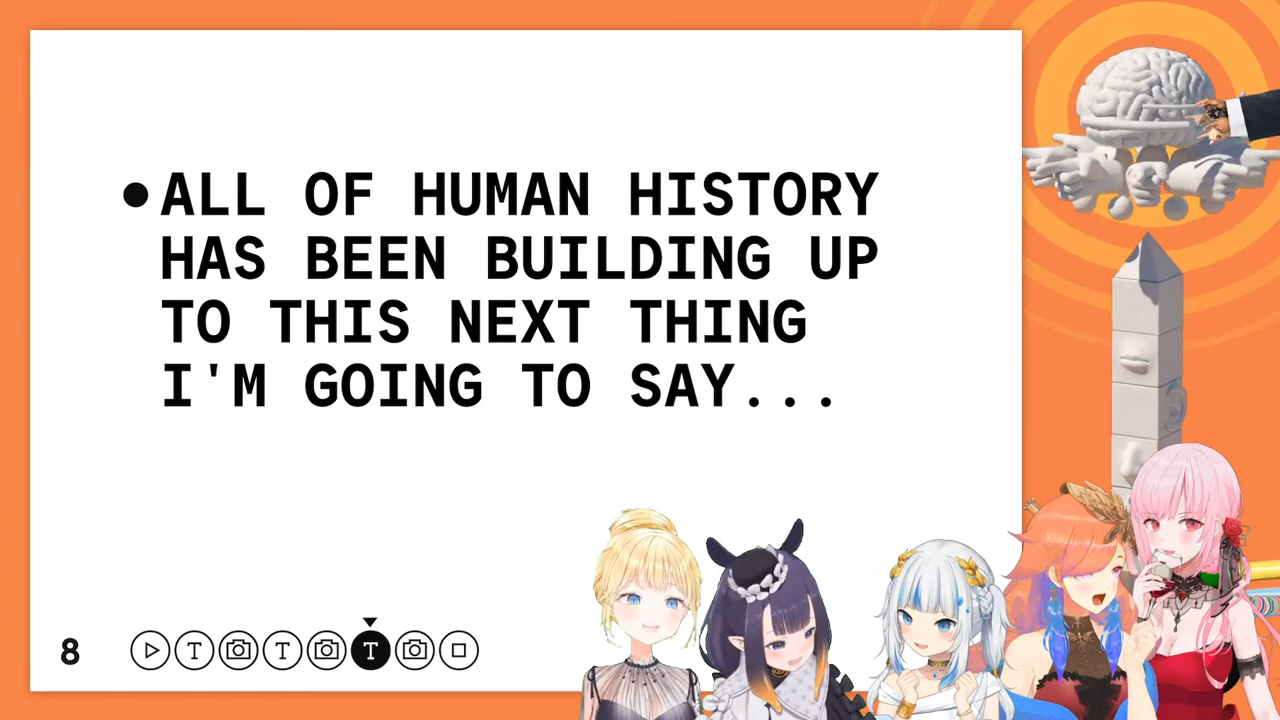 •ALL OF HUMAN HISTORY
HAS BEEN BUILDING UP
TO THIS NEXT THING
I'M GOING TO SAY...
8 T T T